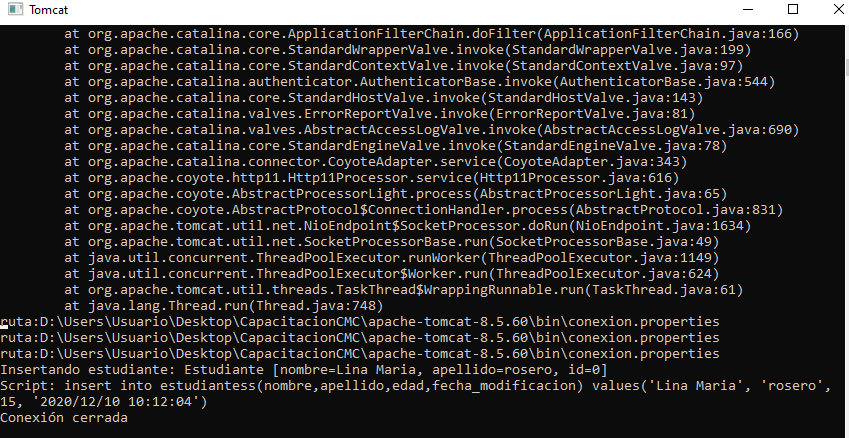 Tomcat
at org.apache.catalina.core.ApplicationFilterChain.doFilter(ApplicationFilterChain.java:166)
at org.apache.catalina.core.StandardWrapperValve.invoke(StandardWrapperValve.java:199)
at org.apache.catalina.core.StandardContextValve.invoke(StandardContextValve.java:97)
at org.apache.catalina.authenticator.AuthenticatorBase.invoke(AuthenticatorBase.java:544)
at org.apache.catalina.core.StandardHostValve.invoke(StandardHostValve.java:143)
at org.apache.catalina.valves.ErrorReportValve.invoke(ErrorReportValve.java:81)
at org.apache.catalina.valves.AbstractAccessLogValve.invoke(AbstractAccessLogValve.java:690)
at org.apache.catalina.core.StandardEngineValve.invoke(StandardEngineValve.java:78)
at org.apache.catalina.connector.CoyoteAdapter.service(CoyoteAdapter.java:343)
at org.apache.coyote.http11.Http11Processor.service(Http11Processor.java:616)
at org.apache.coyote.AbstractProcessorLight.process(AbstractProcessorLight.java:65)
at org.apache.coyote.AbstractProtocol$ConnectionHandler.process(AbstractProtocol.java:831)
at org.apache.tomcat.util.net.NioEndpoint$SocketProcessor.doRun(NioEndpoint.java:1634)
at org.apache.tomcat.util.net.SocketProcessorBase.run(SocketProcessorBase.java:49)
at java.util.concurrent.ThreadPoolExecutor.runWorker(ThreadPoolExecutor.java:1149)
at java.util.concurrent.ThreadPoolExecutor$Worker.run(ThreadPoolExecutor.java:624)
at org.apache.tomcat.util.threads.TaskThread$WrappingRunnable.run(TaskThread.java:61)
at java.lang.Thread.run(Thread.java:748)
ruta:D:\Users\Usuario\Desktop\CapacitacionCMC\apache-tomcat-8.5.60\bin\conexion.properties
ruta:D:\Users\Usuario\Desktop\CapacitacionCMC\apache-tomcat-8.5.60\bin\conexion.properties
ruta:D:\Users\Usuario\Desktop\CapacitacionCMC\apache-tomcat-8.5.60\bin\conexion.properties
Insertando estudiante: Estudiante [nombre=Lina Maria, apellido=rosero, id=0]
Script: insert into estudiantess(nombre,apellido,edad,fecha_modificacion) values('Lina Maria', 'rosero',
15, '2020/12/10 10:12:04')
Conexión cerrada